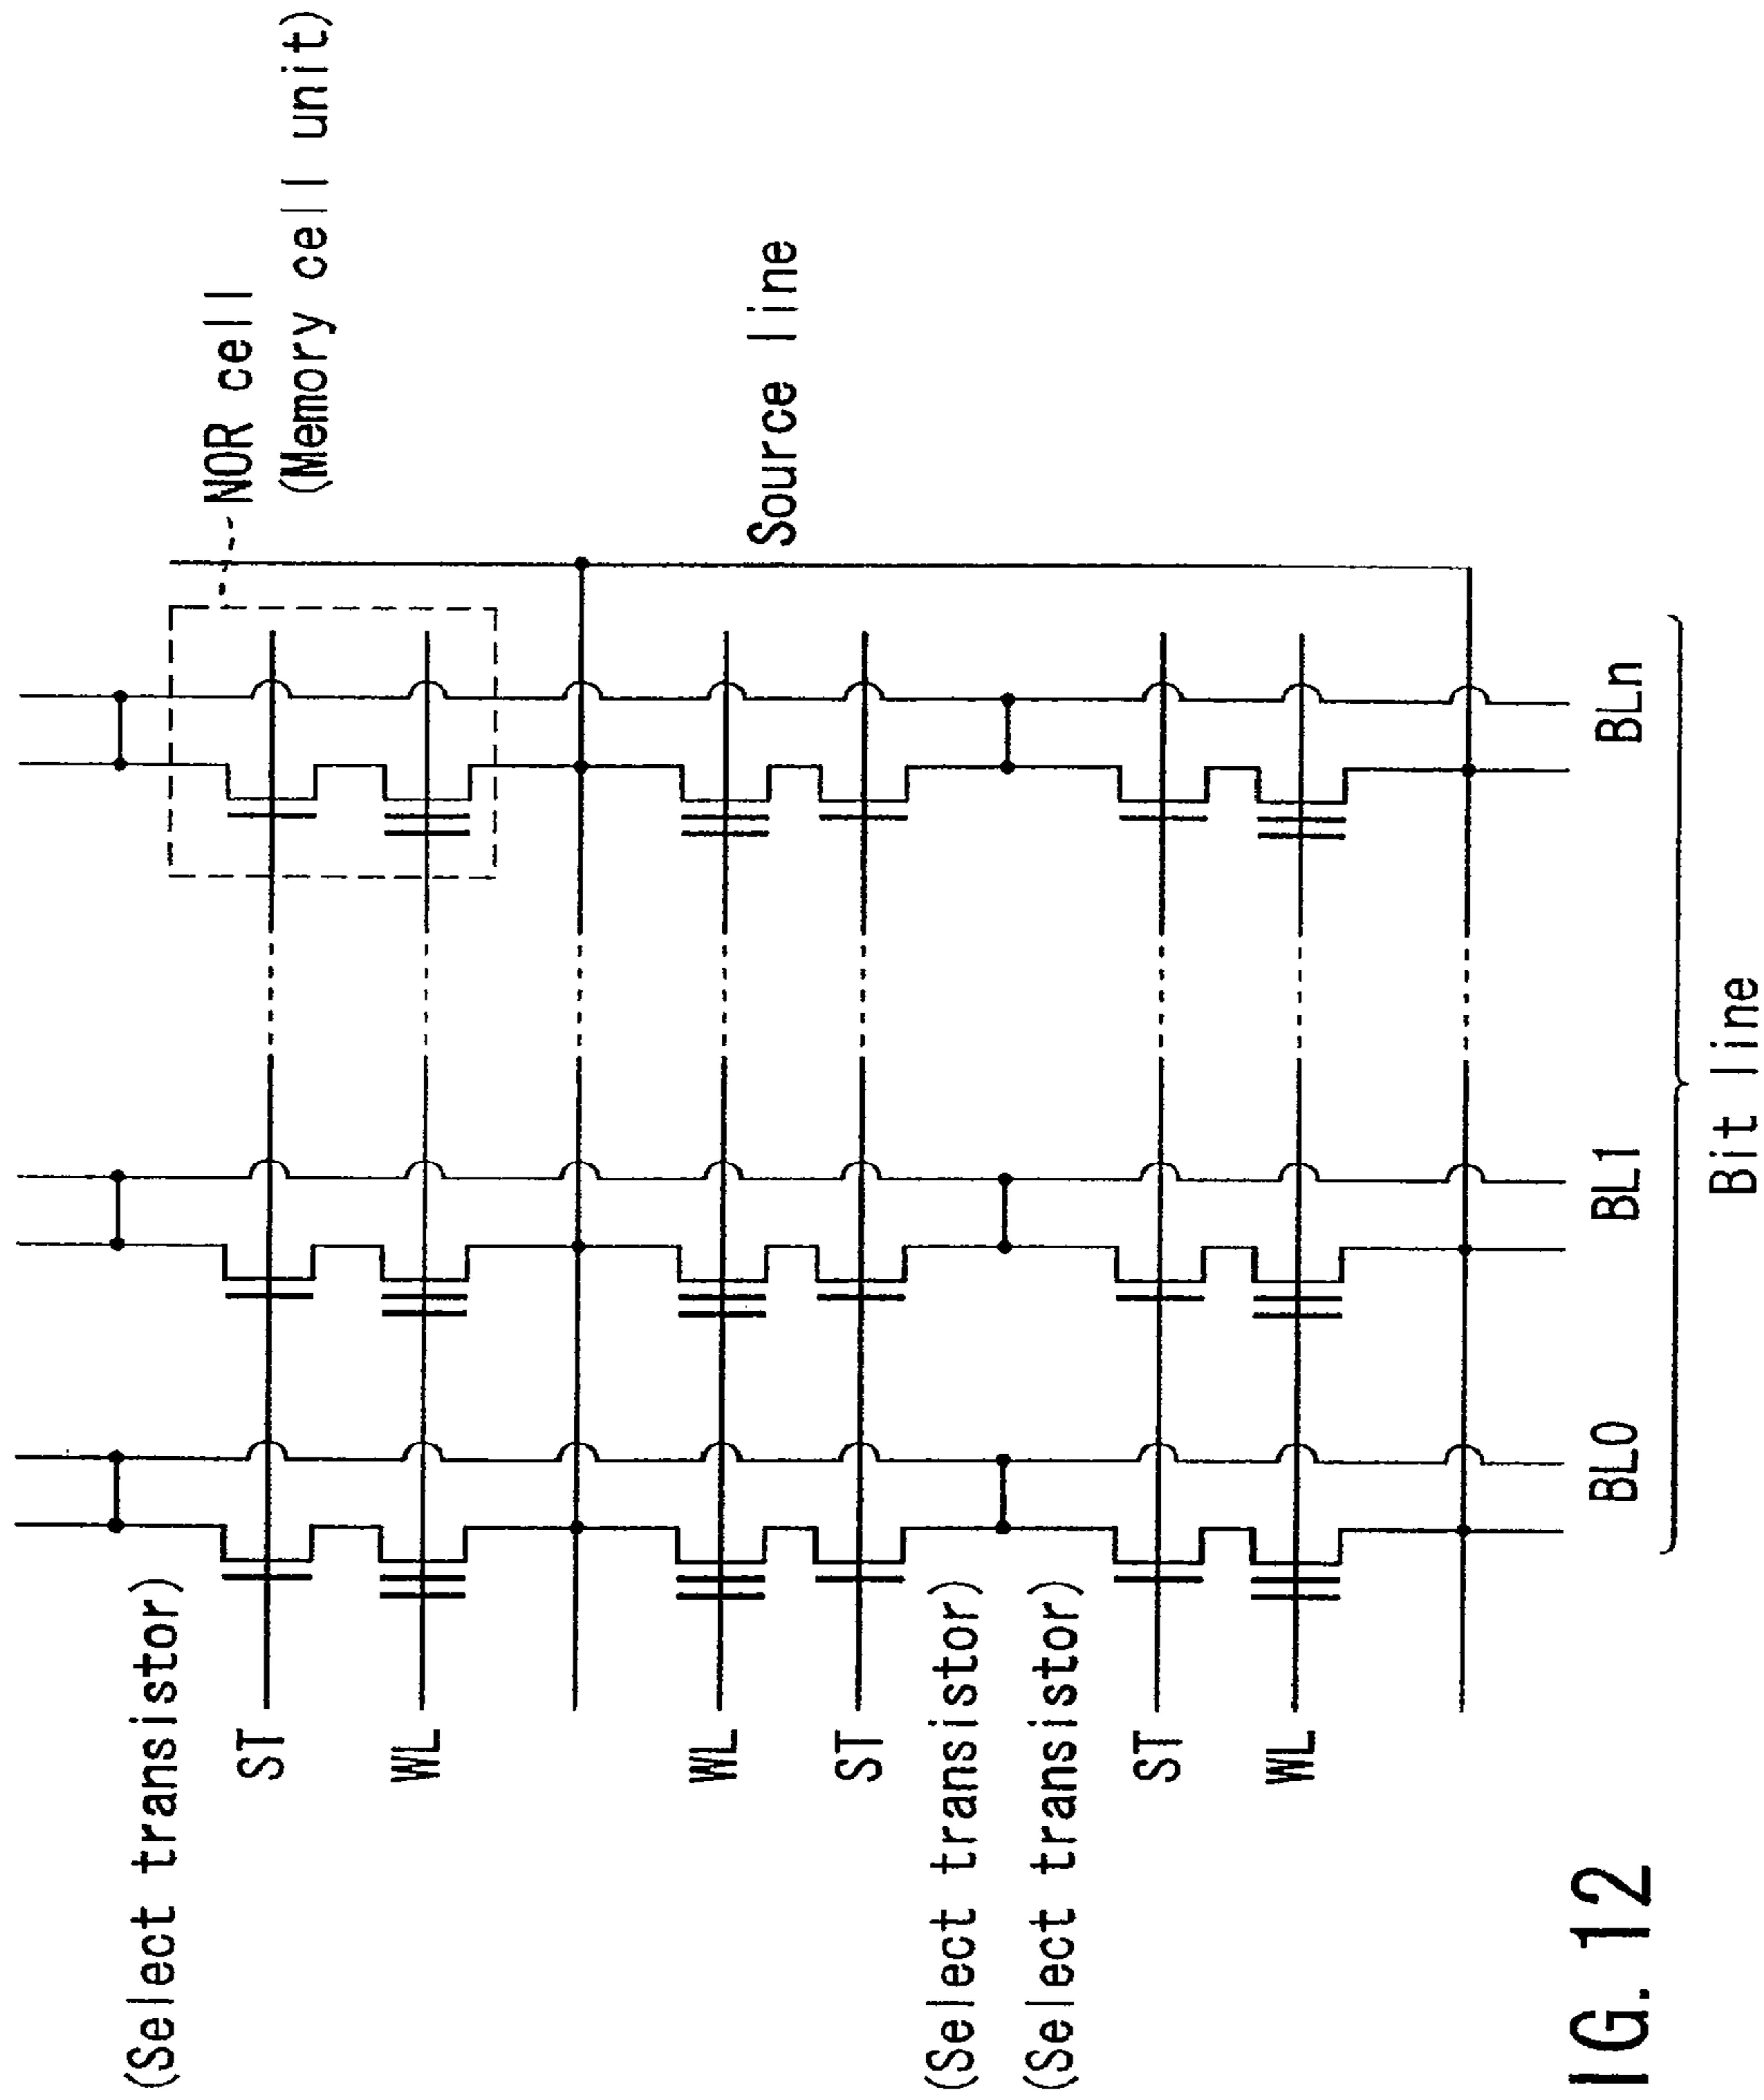 (Select transistor)
ST
WL
WL
ST
(Select transistor)
(Select transistor)
ST
WL
NOR cell
(Memory cell unit)
Source line
BL0
BL1
BLn
Bit line
IG. 12